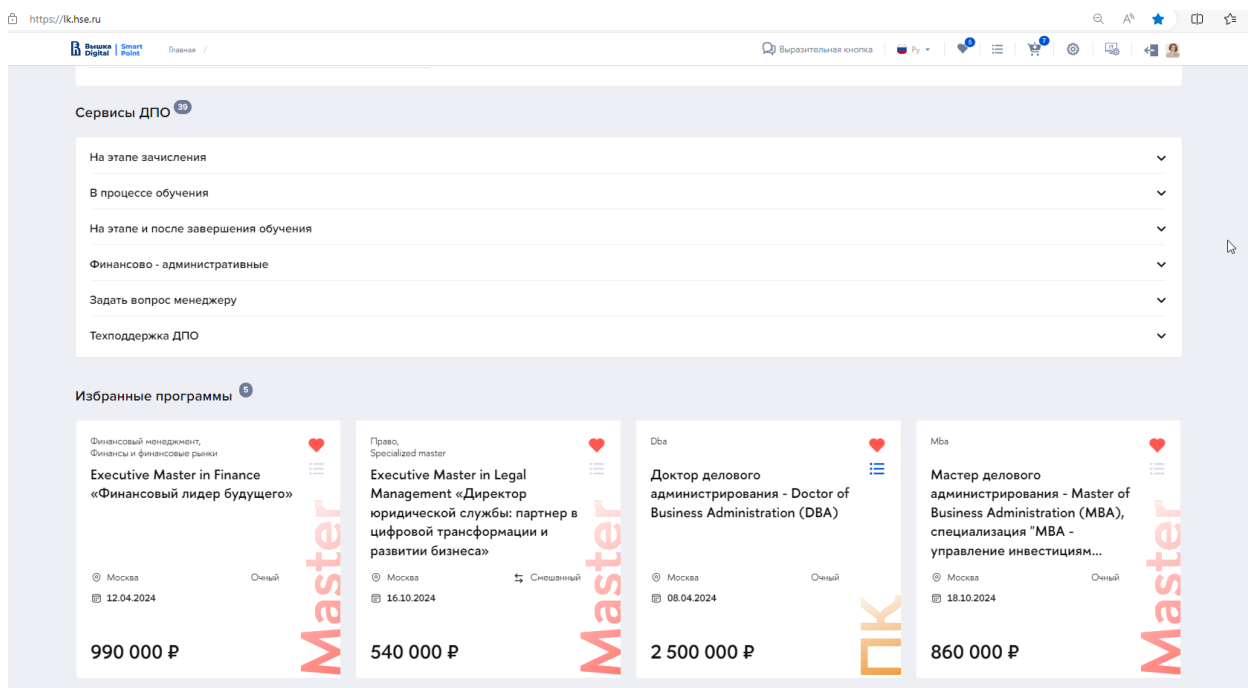 https://lk.hse.ru
Вышка Digital | Smart Point
Главная /
Выразительная кнопка
Ру
5
7
Сервисы ДПО 39
На этапе зачисления
В процессе обучения
На этапе и после завершения обучения
Финансово - административные
Задать вопрос менеджеру
Техподдержка ДПО
Избранные программы 5
Финансовый менеджмент,
Финансы и финансовые рынки
Executive Master in Finance
«Финансовый лидер будущего»
Москва
Очный
12.04.2024
990 000 ₽
Master
Право,
Specialized master
Executive Master in Legal
Management «Директор
юридической службы: партнер в
цифровой трансформации и
развитии бизнеса»
Москва
Смешанный
16.10.2024
540 000 ₽
Master
Dba
Доктор делового
администрирования - Doctor of
Business Administration (DBA)
Москва
Очный
08.04.2024
2 500 000 ₽
ПК
Mba
Мастер делового
администрирования - Master of
Business Administration (MBA),
специализация "МВА -
управление инвестициям...
Москва
Очный
18.10.2024
860 000 ₽
Master